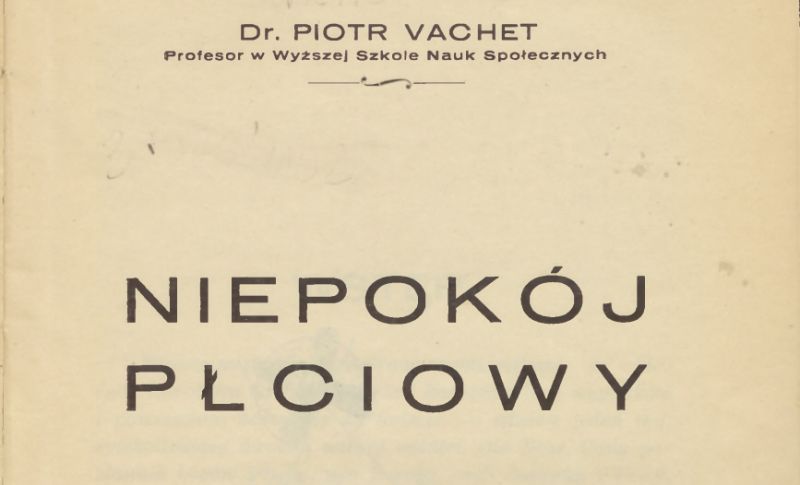 Dr. PIOTR VACHET
Profesor w Wyższej Szkole Nauk Społecznych
NIEPOKÓJ
PŁCIOWY